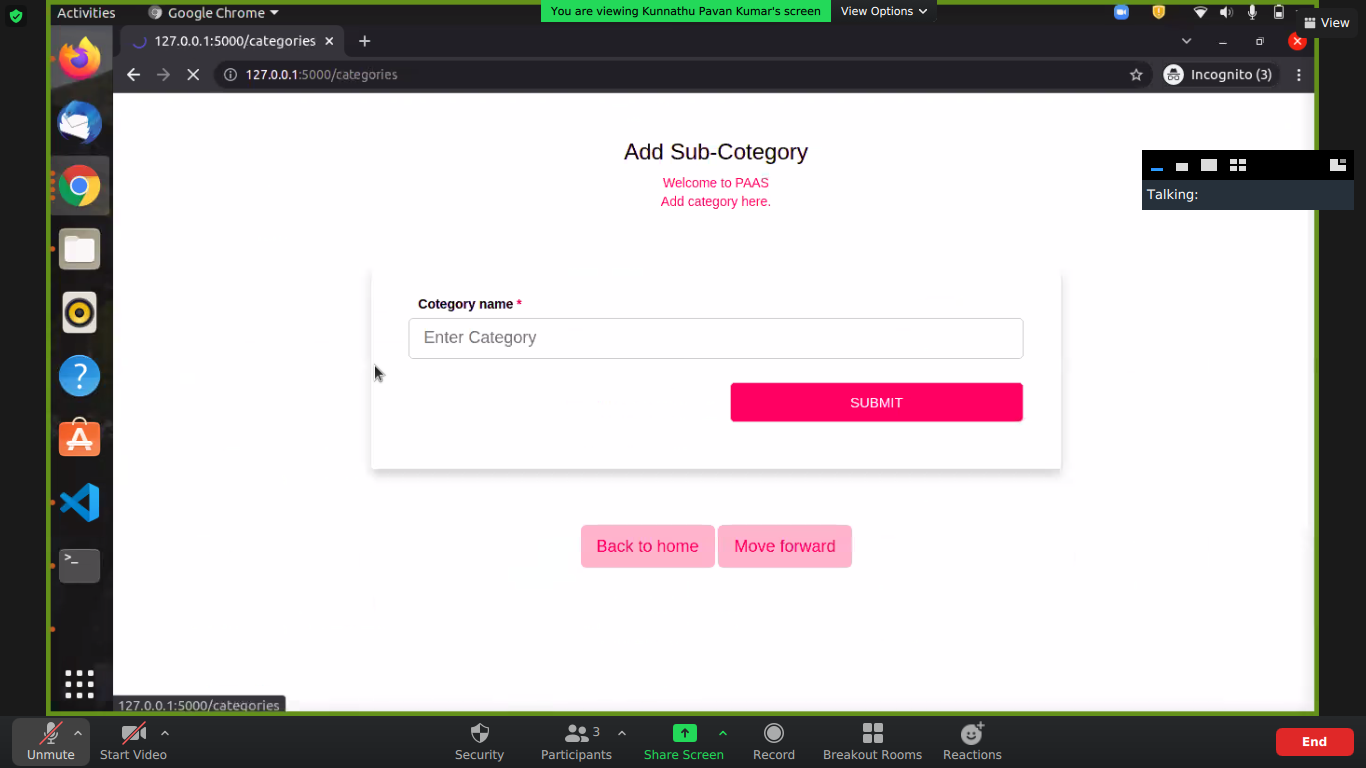 Activities
Google Chrome
You are viewing Kunnathu Pavan Kumar's screen
View Options
View
127.0.0.1:5000/categories
127.0.0.1:5000/categories
Incognito (3)
Add Sub-Cotegory
Welcome to PAAS
Add category here.
Talking:
Cotegory name *
Enter Category
SUBMIT
Back to home
Move forward
127.0.0.1:5000/categories
Unmute
Start Video
Security
Participants
3
Share Screen
Record
Breakout Rooms
Reactions
End